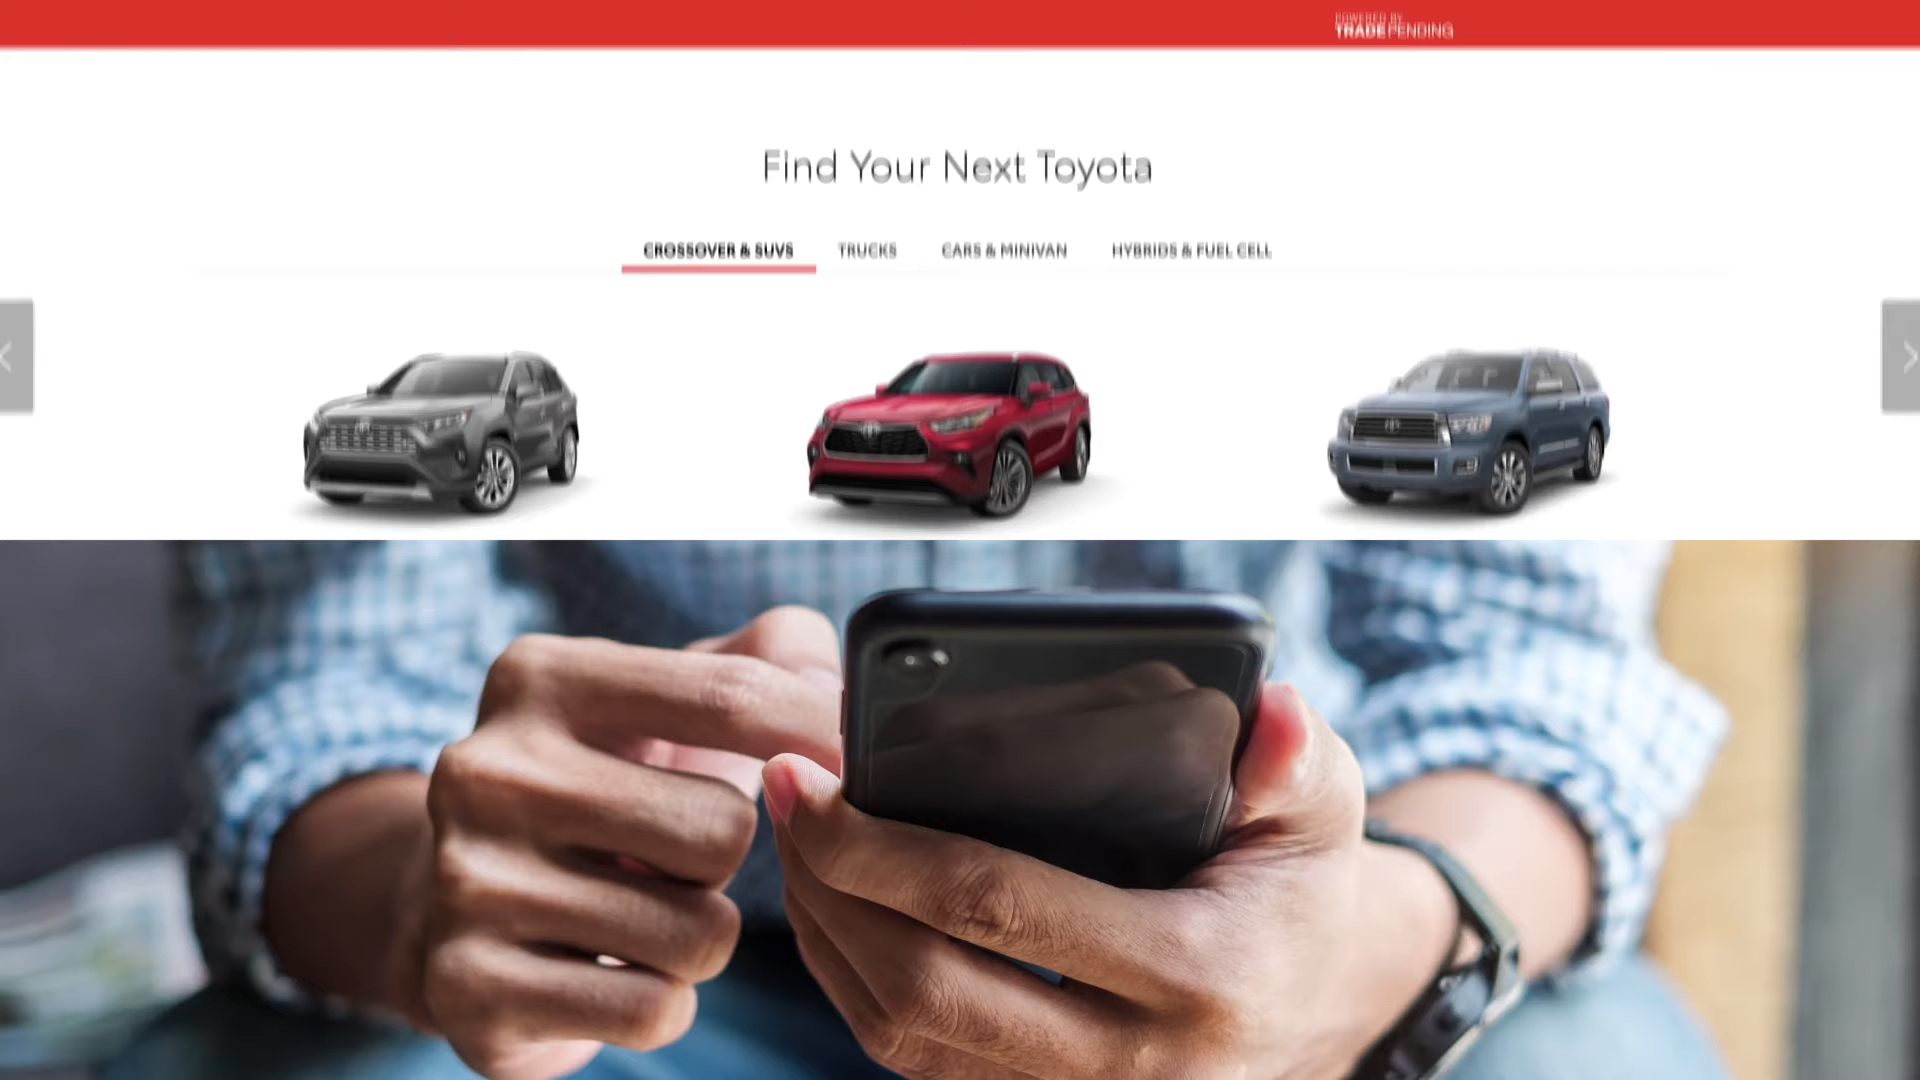 POWERED BY
TRADEPENDING
Find Your Next Toyota
CROSSOVER & SUVS
TRUCKS
CARS & MINIVAN
HYBRIDS & FUEL CELL